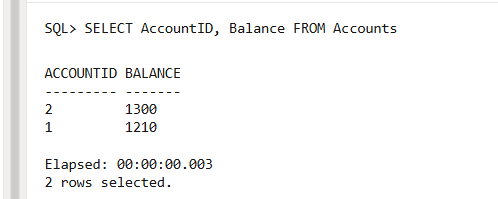 SQL> SELECT AccountID, Balance FROM Accounts
ACCOUNTID BALANCE
--------- -------
2         1300
1         1210
Elapsed: 00:00:00.003
2 rows selected.